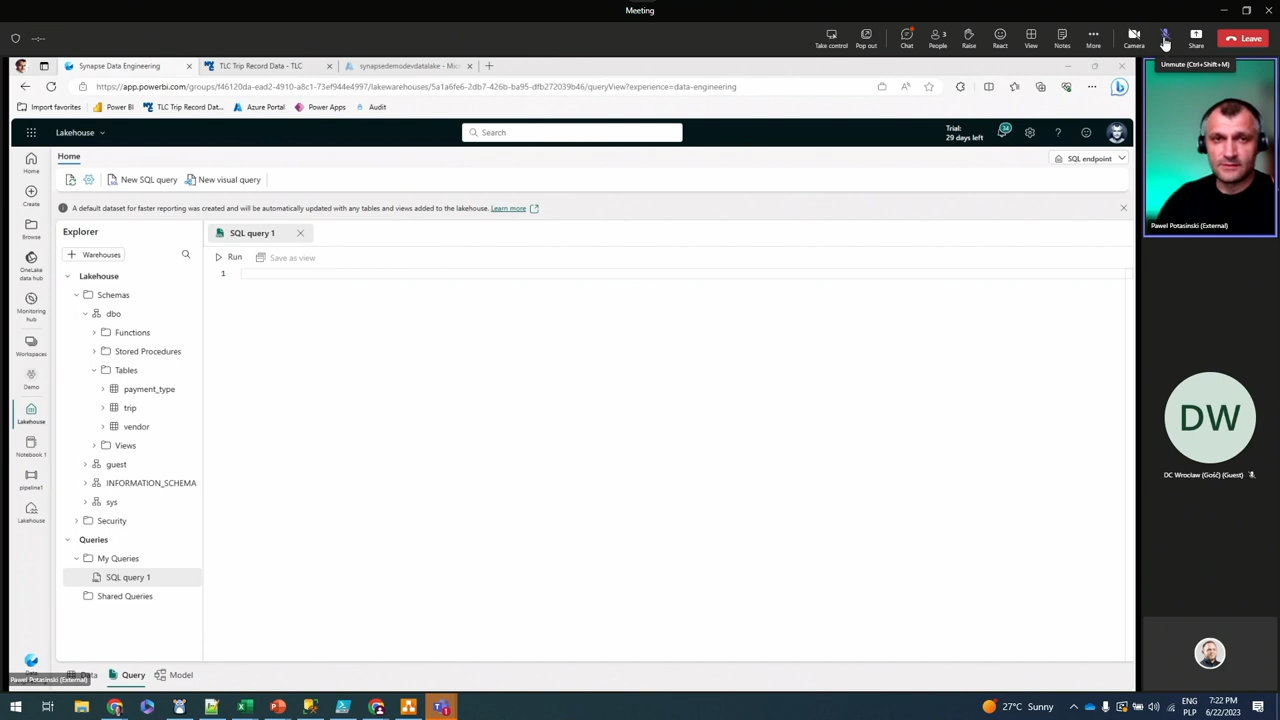 Meeting
--:--
Take control
Pop out
Chat
3
People
Raise
React
View
Notes
More
Camera
Share
Leave
Unmute (Ctrl+Shift+M)
Synapse Data Engineering
TLC Trip Record Data - TLC
synapsedemodevdatalake - Micr
https://app.powerbi.com/groups/f46120da-ead2-4910-a8c1-73ef944e4997/lakewarehouses/5a1a6fe6-2db7-426b-ba95-dfb272039b46/queryView?experience=data-engineering
Import favorites
Power BI
TLC Trip Record Dat...
Azure Portal
Power Apps
Audit
Lakehouse
Search
Trial:
29 days left
34
Home
SQL endpoint
New SQL query
New visual query
A default dataset for faster reporting was created and will be automatically updated with any tables and views added to the lakehouse. Learn more
Home
Create
Browse
OneLake
data hub
Monitoring
hub
Workspaces
Demo
Lakehouse
Notebook 1
pipeline1
Lakehouse
Explorer
+ Warehouses
Lakehouse
Schemas
dbo
Functions
Stored Procedures
Tables
payment_type
trip
vendor
Views
guest
INFORMATION_SCHEMA
sys
Security
Queries
My Queries
SQL query 1
Shared Queries
SQL query 1
Run
Save as view
1
Data
Query
Model
Pawel Potasinski (External)
Pawel Potasinski (External)
DW
DC Wrocław (Gość) (Guest)
27°C Sunny
ENG
PLP
7:22 PM
6/22/2023